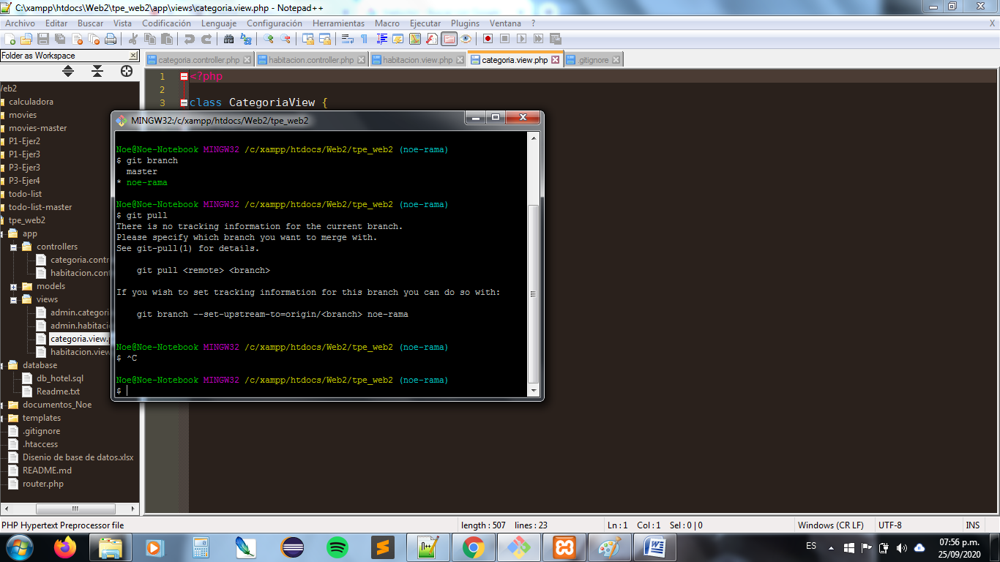 C:\xampp\htdocs\Web2\tpe_web2\app\views\categoria.view.php - Notepad++
Archivo Editar Buscar Vista Codificación Lenguaje Configuración Herramientas Macro Ejecutar Plugins Ventana ? X
Folder as Workspace
categoria.controller.php habitacion.controller.php habitacion.view.php categoria.view.php .gitignore
/eb2
calculadora
movies
movies-master
P1-Ejer2
P1-Ejer3
P3-Ejer3
P3-Ejer4
todo-list
todo-list-master
tpe_web2
app
controllers
categoria.contr
habitacion.con
models
views
admin.categori
admin.habitaci
categoria.view.p
habitacion.view
database
db_hotel.sql
Readme.txt
documentos_Noe
templates
.gitignore
.htaccess
Disenio de base de datos.xlsx
README.md
router.php
1 <?php
2
3 class CategoriaView {
MINGW32:/c/xampp/htdocs/Web2/tpe_web2
Noe@Noe-Notebook MINGW32 /c/xampp/htdocs/Web2/tpe_web2 (noe-rama)
$ git branch
master
* noe-rama
Noe@Noe-Notebook MINGW32 /c/xampp/htdocs/Web2/tpe_web2 (noe-rama)
$ git pull
There is no tracking information for the current branch.
Please specify which branch you want to merge with.
See git-pull(1) for details.
git pull <remote> <branch>
If you wish to set tracking information for this branch you can do so with:
git branch --set-upstream-to=origin/<branch> noe-rama
Noe@Noe-Notebook MINGW32 /c/xampp/htdocs/Web2/tpe_web2 (noe-rama)
$ ^C
Noe@Noe-Notebook MINGW32 /c/xampp/htdocs/Web2/tpe_web2 (noe-rama)
$
PHP Hypertext Preprocessor file length : 507 lines : 23 Ln : 1 Col : 1 Sel : 0 | 0 Windows (CR LF) UTF-8 INS
ES 07:56 p.m.
25/09/2020